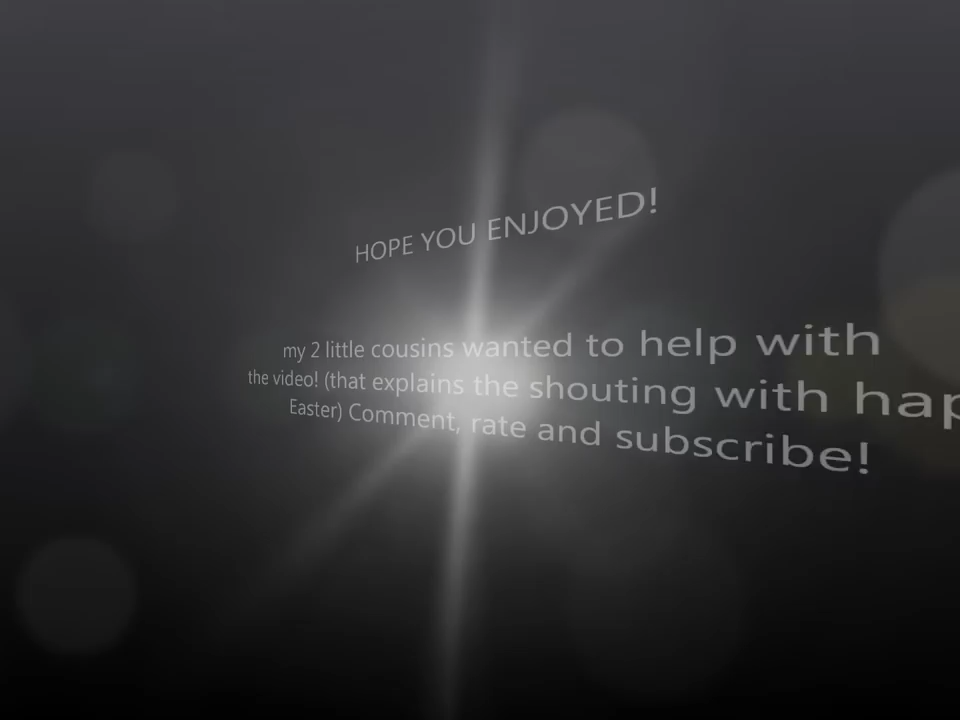 HOPE YOU ENJOYED!
my 2 little cousins wanted to help with
the video! (that explains the shouting with hap
Easter) Comment, rate and subscribe!